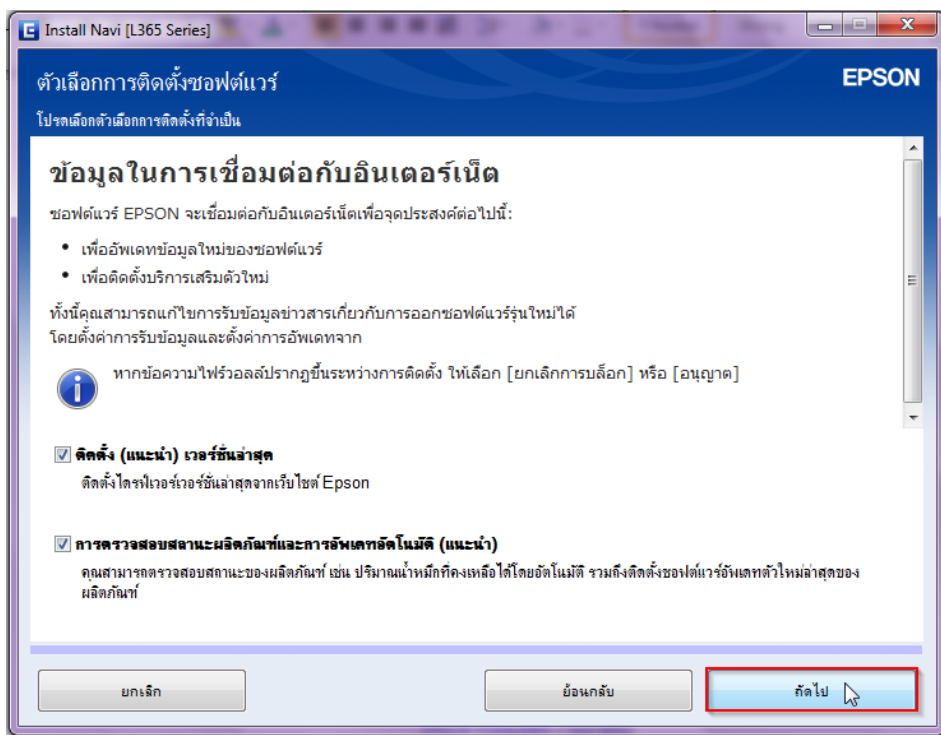 Install Navi [L365 Series]
ตัวเลือกการติดตั้งซอฟต์แวร์
EPSON
โปรดเลือกตัวเลือกการติดตั้งที่จำเป็น
ข้อมูลในการเชื่อมต่อกับอินเตอร์เน็ต
ซอฟต์แวร์ EPSON จะเชื่อมต่อกับอินเตอร์เน็ตเพื่อจุดประสงค์ต่อไปนี้:
• เพื่ออัพเดทข้อมูลใหม่ของซอฟต์แวร์
• เพื่อติดตั้งบริการเสริมตัวใหม่
ทั้งนี้คุณสามารถแก้ไขการรับข้อมูลข่าวสารเกี่ยวกับการออกซอฟต์แวร์รุ่นใหม่ได้
โดยตั้งค่าการรับข้อมูลและตั้งค่าการอัพเดทจาก
หากข้อความไฟร์วอลล์ปรากฏขึ้นระหว่างการติดตั้ง ให้เลือก [ยกเลิกการบล็อก] หรือ [อนุญาต]
ติดตั้ง (แนะนำ) เวอร์ชั่นล่าสุด
ติดตั้งไดรฟ์เวอร์เวอร์ชั่นล่าสุดจากเว็บไซต์ Epson
การตรวจสอบสถานะผลิตภัณฑ์และการอัพเดทอัตโนมัติ (แนะนำ)
คุณสามารถตรวจสอบสถานะของผลิตภัณฑ์ เช่น ปริมาณน้ำหมึกที่คงเหลือได้โดยอัตโนมัติ รวมถึงติดตั้งซอฟต์แวร์อัพเดทตัวใหม่ล่าสุดของ
ผลิตภัณฑ์
ยกเลิก
ย้อนกลับ
ถัดไป